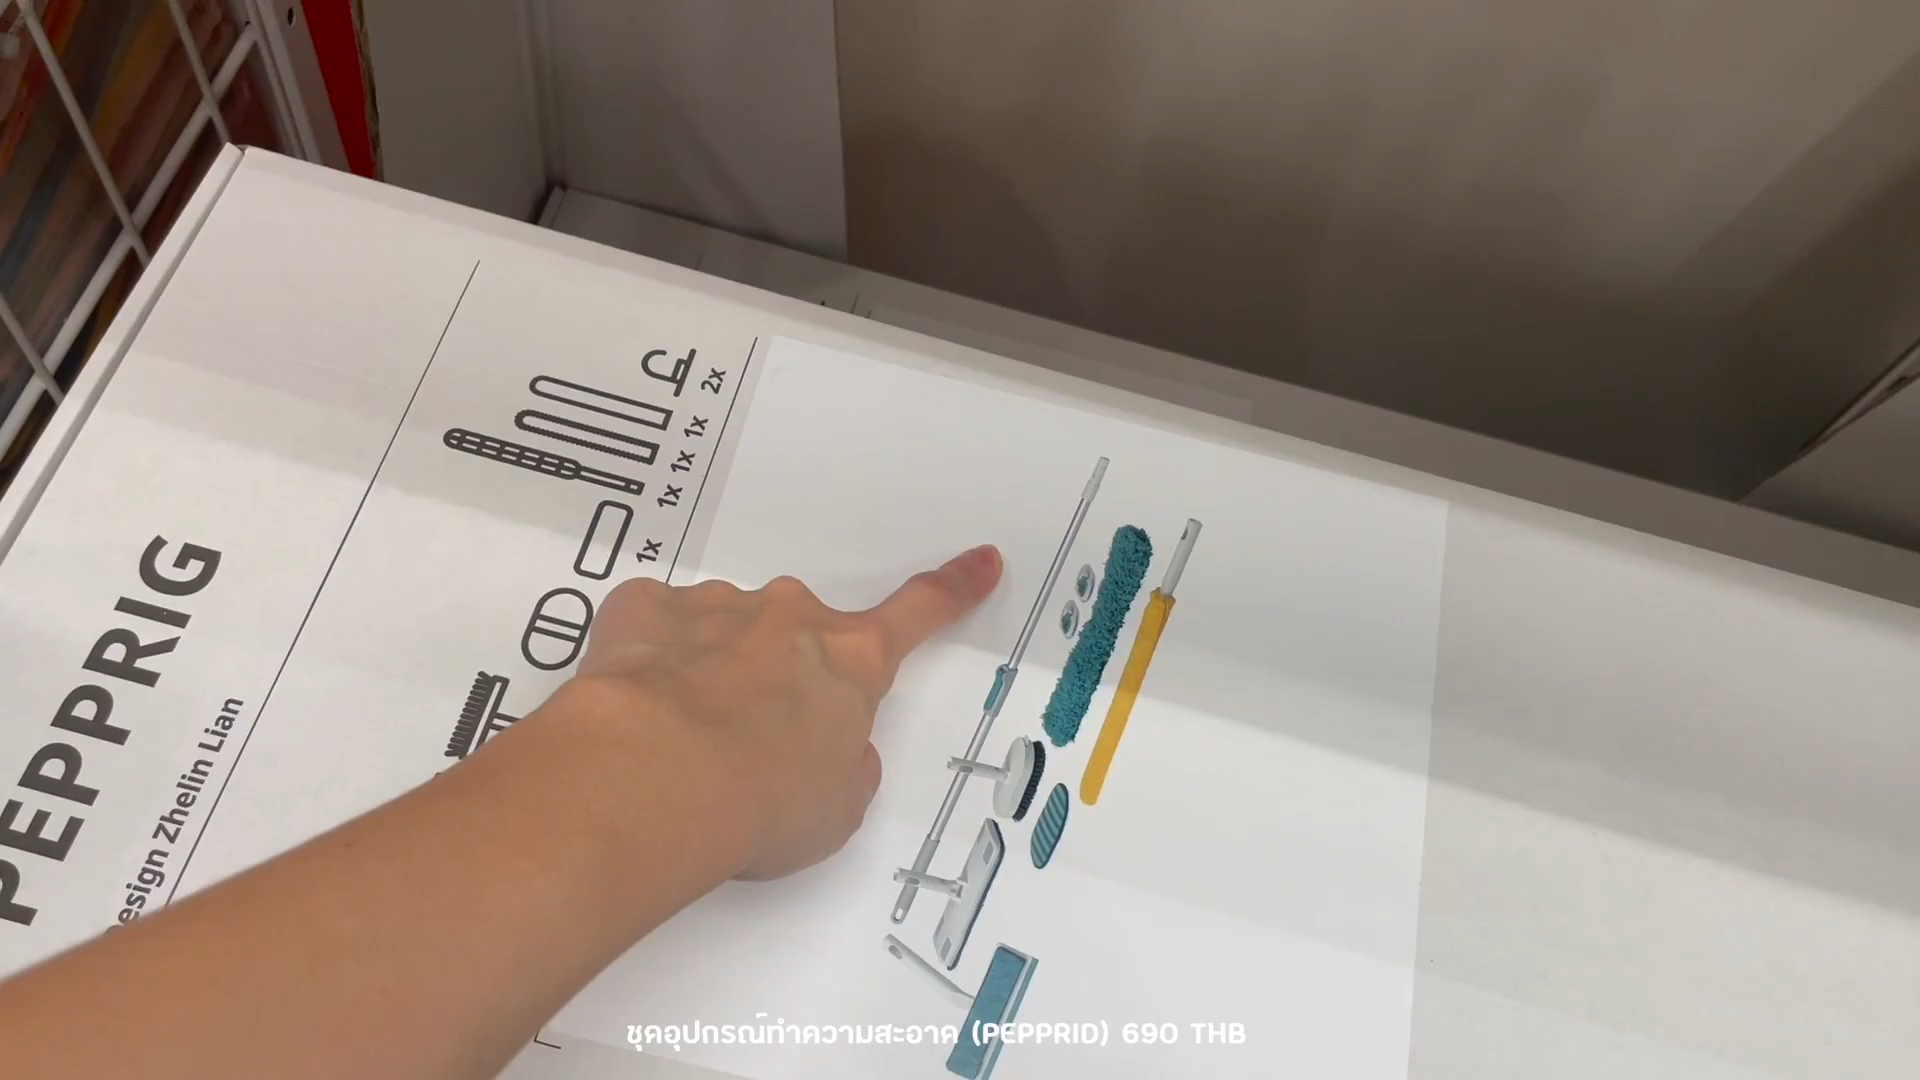 PEPPRIG
Design Zhelin Lian
1x
1x
1x
1x
2x
ชุดอุปกรณ์ทำความสะอาด (PEPPRID) 690 THB